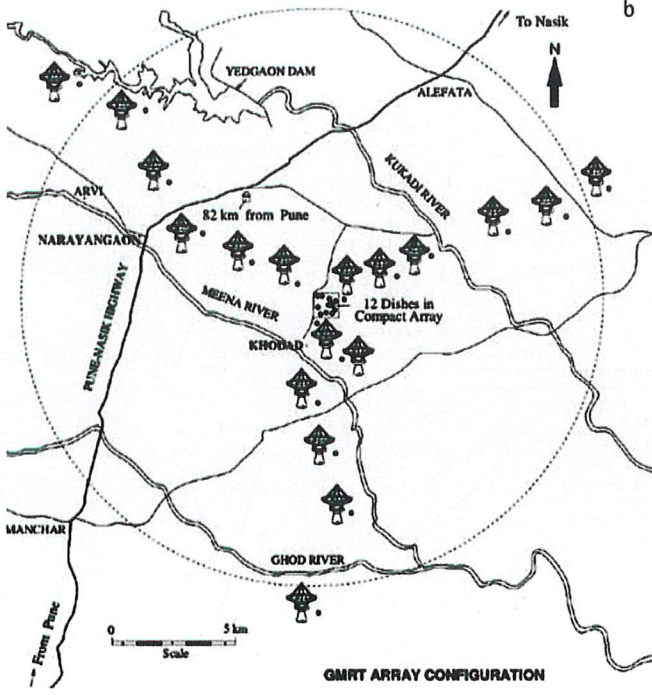 b
To Nasik
N
YEDGAON DAM
ALEFATA
KUKADI RIVER
ARVI
82 km from Pune
NARAYANGAON
MEENA RIVER
12 Dishes in
Compact Array
KHODAD
PUNE-NASIK HIGHWAY
MANCHAR
GHOD RIVER
From Pune
0 5 km
Scale
GMRT ARRAY CONFIGURATION